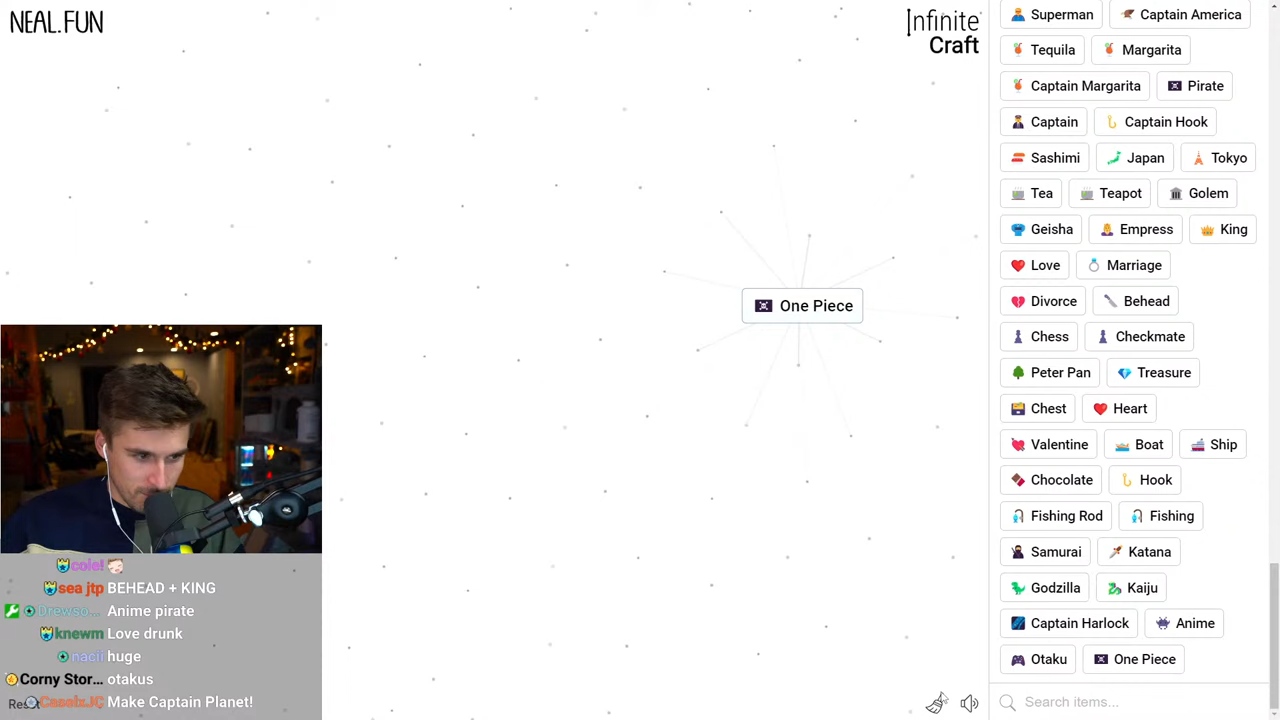 NEAL.FUN
Infinite
Craft
Superman Captain America
Tequila Margarita
Captain Margarita Pirate
Captain Captain Hook
Sashimi Japan Tokyo
Tea Teapot Golem
Geisha Empress King
Love Marriage
Divorce Behead
Chess Checkmate
Peter Pan Treasure
Chest Heart
Valentine Boat Ship
Chocolate Hook
Fishing Rod Fishing
Samurai Katana
Godzilla Kaiju
Captain Harlock Anime
Otaku One Piece
Search items...
One Piece
cole!
sea jtp BEHEAD + KING
Drewso... Anime pirate
knewm Love drunk
nacii huge
Corny Stor... otakus
Make Captain Planet!